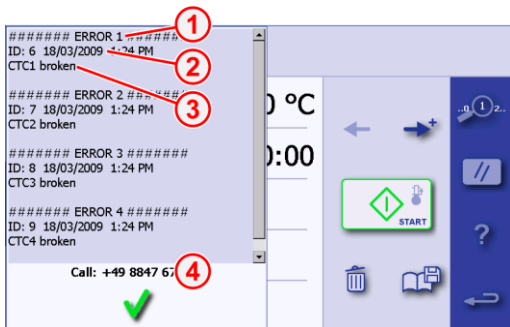 ####### ERROR 1 #######
ID: 6 18/03/2009 1:24 PM
CTC1 broken
####### ERROR 2 #######
ID: 7 18/03/2009 1:24 PM
CTC2 broken
####### ERROR 3 #######
ID: 8 18/03/2009 1:24 PM
CTC3 broken
####### ERROR 4 #######
ID: 9 18/03/2009 1:24 PM
CTC4 broken
Call: +49 8847 67
1
2
3
4
0 °C
0:00
START
..0 1 2..
//
?